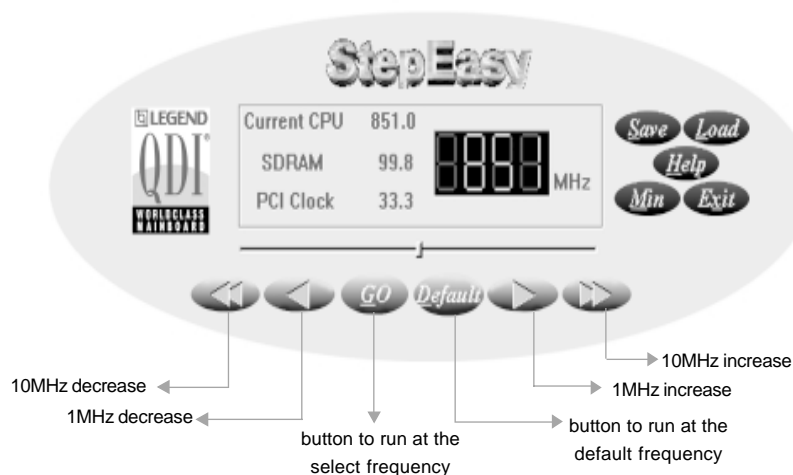 StepEasy
LEGEND
QDI
WORLDCLASS
MAINBOARD
Current CPU 851.0
SDRAM 99.8
PCI Clock 33.3
851 MHz
Save Load
Help
Min Exit
GO Default
10MHz decrease
1MHz decrease
button to run at the
select frequency
button to run at the
default frequency
1MHz increase
10MHz increase